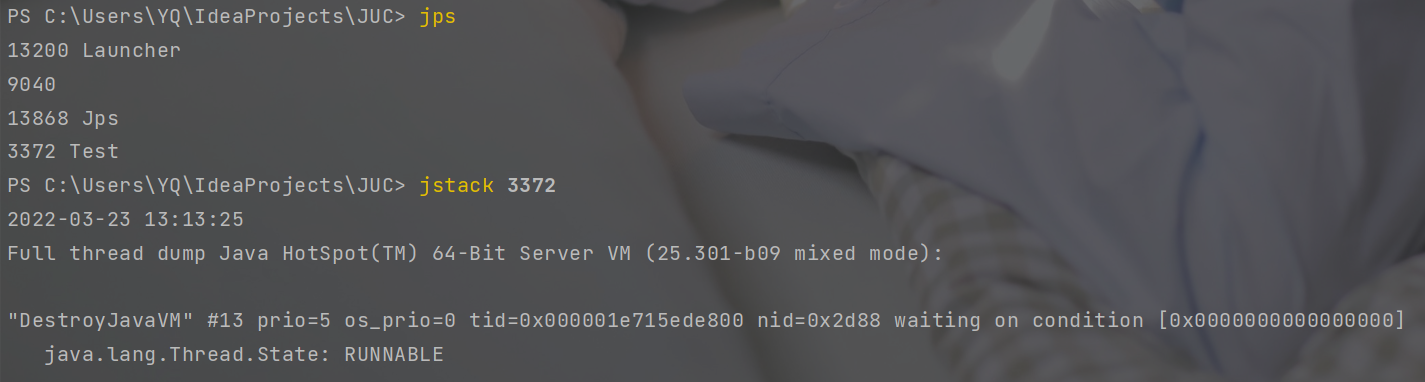 PS C:\Users\YQ\IdeaProjects\JUC> jps
13200 Launcher
9040
13868 Jps
3372 Test
PS C:\Users\YQ\IdeaProjects\JUC> jstack 3372
2022-03-23 13:13:25
Full thread dump Java HotSpot(TM) 64-Bit Server VM (25.301-b09 mixed mode):
"DestroyJavaVM" #13 prio=5 os_prio=0 tid=0x000001e715ede800 nid=0x2d88 waiting on condition [0x0000000000000000]
   java.lang.Thread.State: RUNNABLE